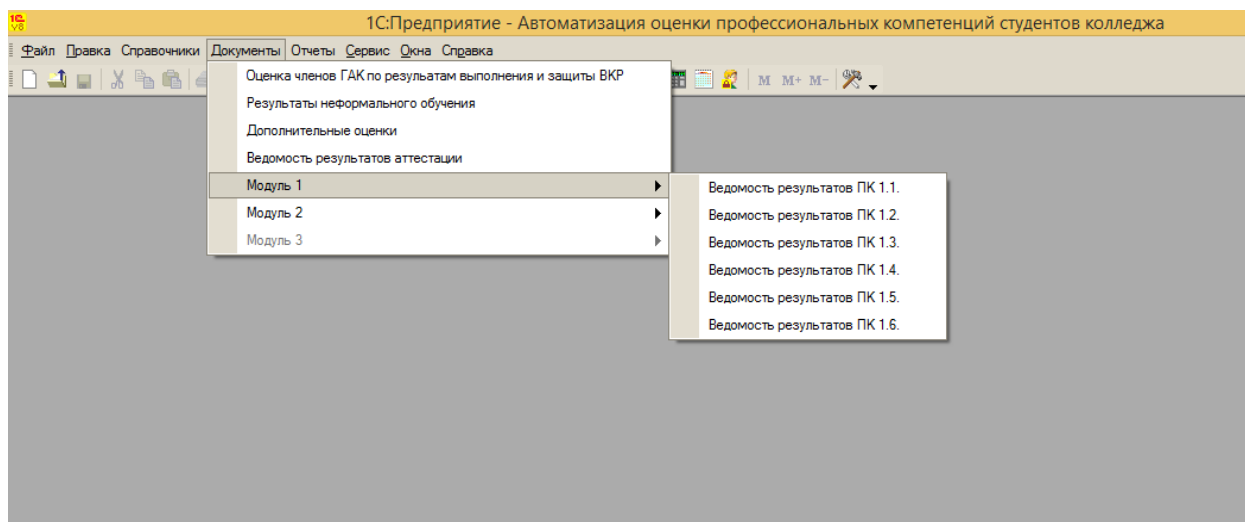 1С:Предприятие - Автоматизация оценки профессиональных компетенций студентов колледжа
Файл Правка Справочники Документы Отчеты Сервис Окна Справка
M M+ M-
Оценка членов ГАК по резульатам выполнения и защиты ВКР
Результаты неформального обучения
Дополнительные оценки
Ведомость результатов аттестации
Модуль 1
Модуль 2
Модуль 3
Ведомость результатов ПК 1.1.
Ведомость результатов ПК 1.2.
Ведомость результатов ПК 1.3.
Ведомость результатов ПК 1.4.
Ведомость результатов ПК 1.5.
Ведомость результатов ПК 1.6.